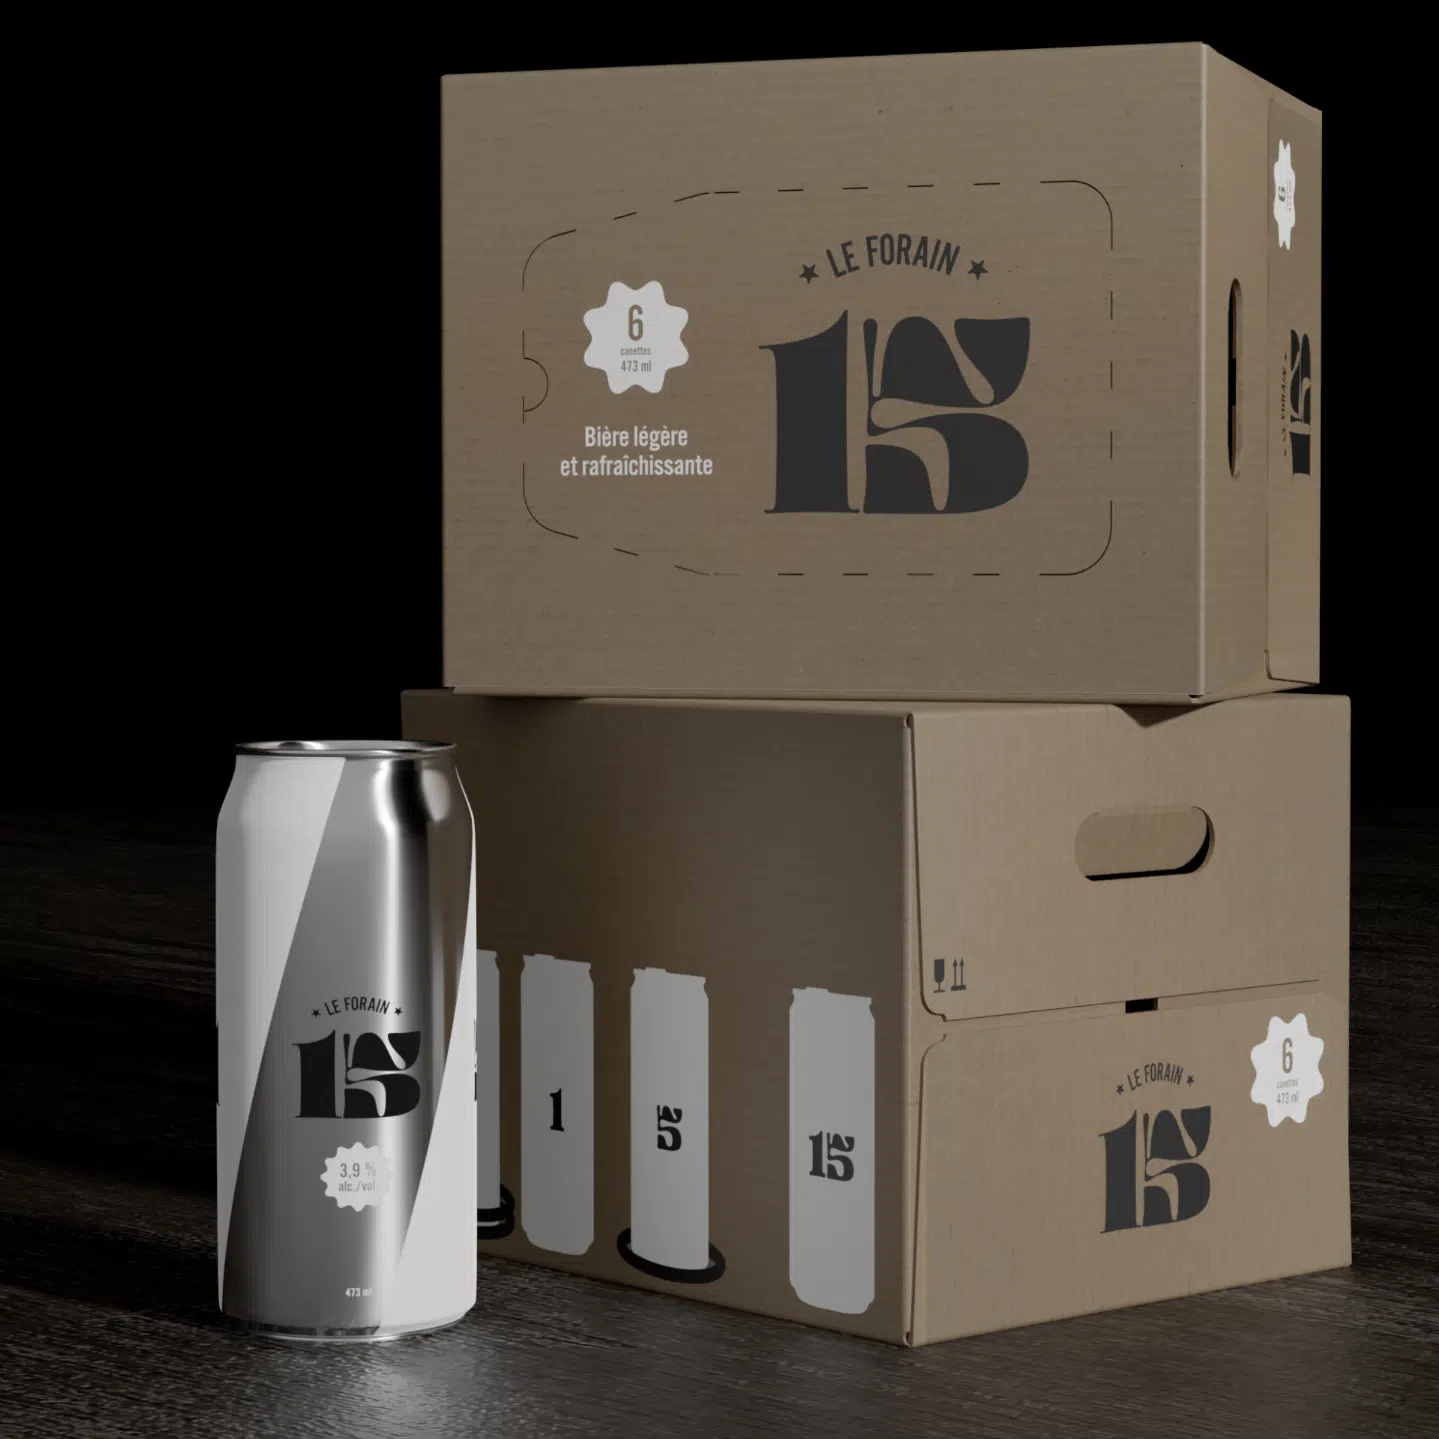 LE FORAIN
15
6
canettes
473 ml
Bière légère
et rafraîchissante
6
LE FORAIN
15
LE FORAIN
15
3,9 %
alc./vol
473 ml
1
5
15
LE FORAIN
15
6
canettes
473 ml